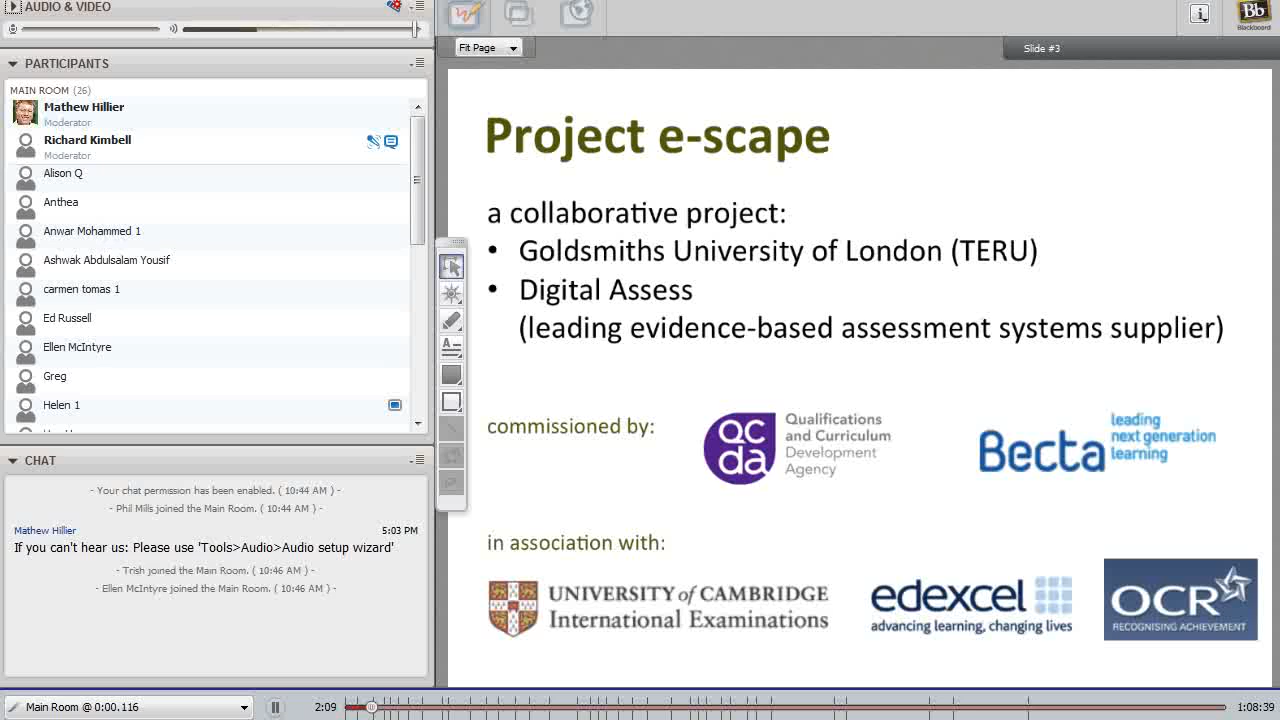 AUDIO & VIDEO
PARTICIPANTS
MAIN ROOM (26)
Mathew Hillier
Moderator
Richard Kimbell
Moderator
Alison Q
Anthea
Anwar Mohammed 1
Ashwak Abdulsalam Yousif
carmen tomas 1
Ed Russell
Ellen McIntyre
Greg
Helen 1
CHAT
- Your chat permission has been enabled. ( 10:44 AM ) -
- Phil Mills joined the Main Room. ( 10:44 AM ) -
Mathew Hillier 5:03 PM
If you can't hear us: Please use 'Tools>Audio>Audio setup wizard'
- Trish joined the Main Room. ( 10:46 AM ) -
- Ellen McIntyre joined the Main Room. ( 10:46 AM ) -
Main Room @ 0:00.116
2:09
1:08:39
Fit Page
Slide #3
i
Bb
Blackboard
Project e-scape
a collaborative project:
• Goldsmiths University of London (TERU)
• Digital Assess
(leading evidence-based assessment systems supplier)
commissioned by:
QC
da
Qualifications
and Curriculum
Development
Agency
Becta
leading
next generation
learning
in association with:
UNIVERSITY of CAMBRIDGE
International Examinations
edexcel
advancing learning, changing lives
OCR
RECOGNISING ACHIEVEMENT